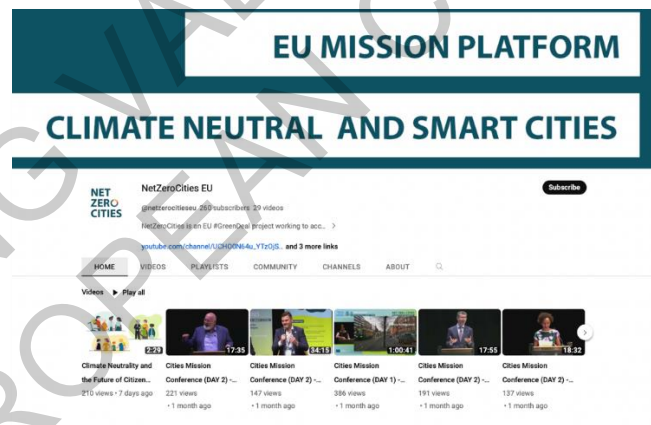 EU MISSION PLATFORM
CLIMATE NEUTRAL AND SMART CITIES
NET
ZERO
CITIES
NetZeroCities EU
Subscribe
@netzerocitieseu 260 subscribers 29 videos
NetZeroCities is an EU #GreenDeal project working to acc... >
youtube.com/channel/UCHO0N64u_YTzOjS.. and 3 more links
HOME VIDEOS PLAYLISTS COMMUNITY CHANNELS ABOUT
Videos ▶ Play all
2:29 17:35 34:15 1:00:41 17:55 18:32
Climate Neutrality and Cities Mission Cities Mission Cities Mission Cities Mission Cities Mission
the Future of Citizen... Conference (DAY 2) -... Conference (DAY 2) -... Conference (DAY 1) -... Conference (DAY 2) -... Conference (DAY 2) -...
210 views • 7 days ago 221 views 147 views 386 views 191 views 137 views
• 1 month ago • 1 month ago • 1 month ago • 1 month ago • 1 month ago